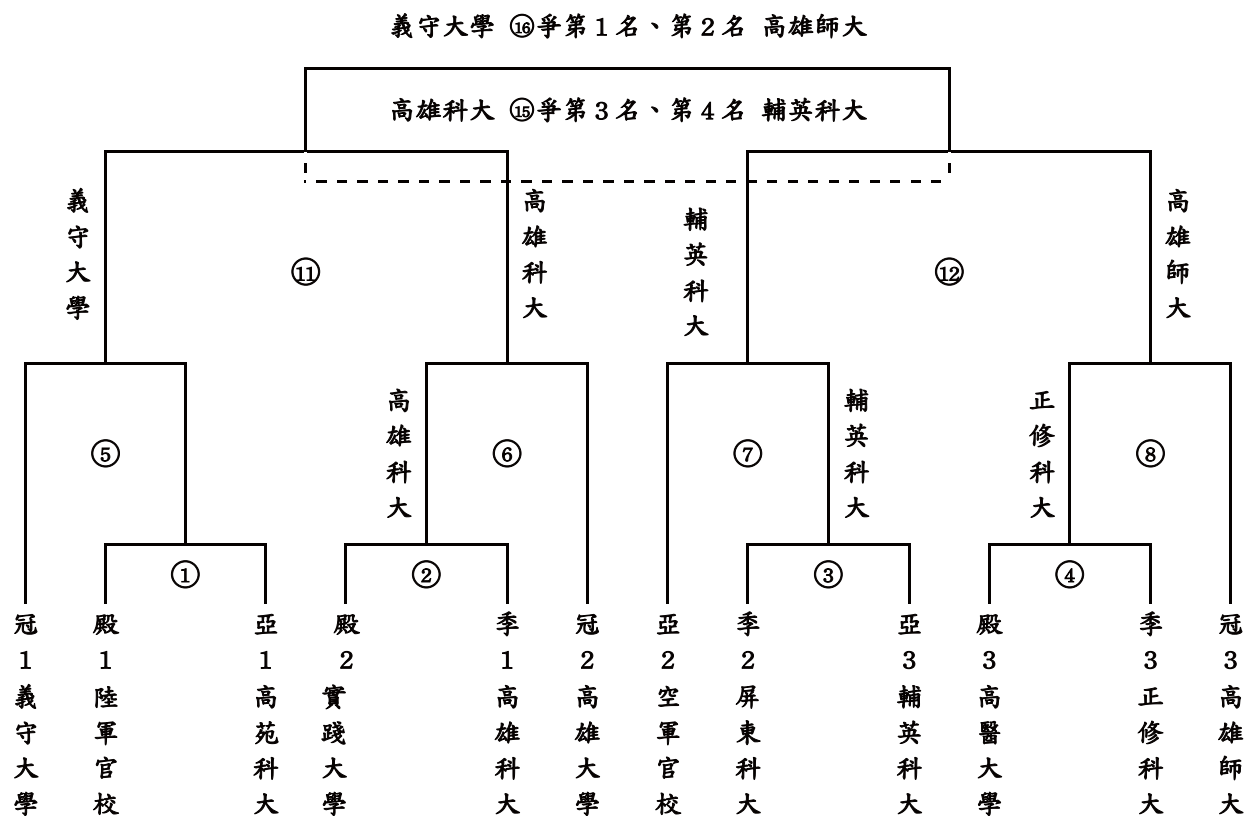 義守大學 ⑯爭第1名、第2名 高雄師大
高雄科大 ⑮爭第3名、第4名 輔英科大
義守大學
高雄科大
輔英科大
高雄師大
⑪
⑫
高雄科大
輔英科大
正修科大
⑤
⑥
⑦
⑧
①
②
③
④
冠1義守大學
殿1陸軍官校
亞1高苑科大
殿2實踐大學
季1高雄科大
冠2高雄大學
亞2空軍官校
季2屏東科大
亞3輔英科大
殿3高醫大學
季3正修科大
冠3高雄師大